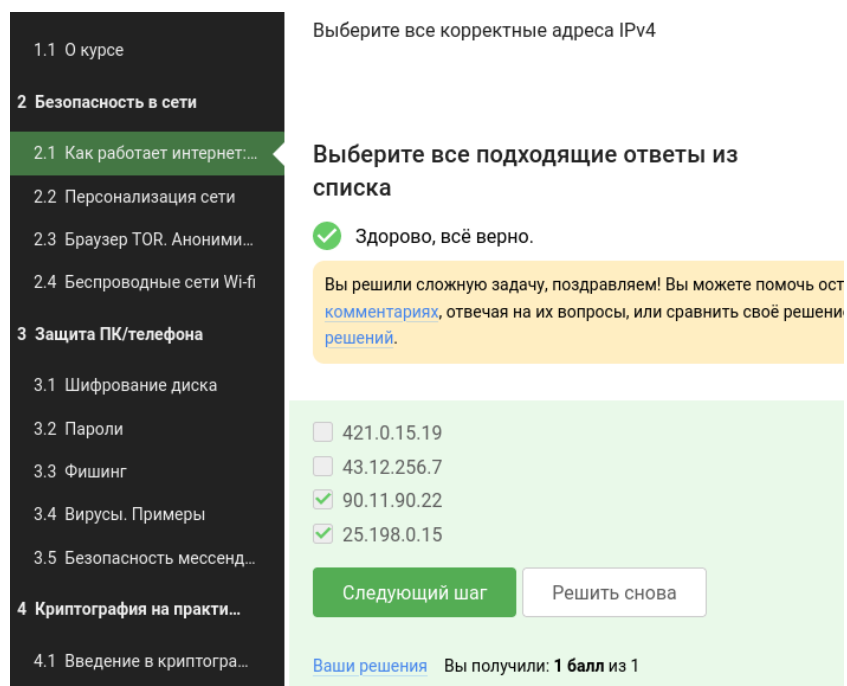 1.1 О курсе
2 Безопасность в сети
2.1 Как работает интернет:...
2.2 Персонализация сети
2.3 Браузер TOR. Аноними...
2.4 Беспроводные сети Wi-fi
3 Защита ПК/телефона
3.1 Шифрование диска
3.2 Пароли
3.3 Фишинг
3.4 Вирусы. Примеры
3.5 Безопасность мессенд...
4 Криптография на практи...
4.1 Введение в криптогра...
Выберите все корректные адреса IPv4
Выберите все подходящие ответы из
списка
Здорово, всё верно.
Вы решили сложную задачу, поздравляем! Вы можете помочь ост
комментариях, отвечая на их вопросы, или сравнить своё решени
решений.
421.0.15.19
43.12.256.7
90.11.90.22
25.198.0.15
Следующий шаг
Решить снова
Ваши решения Вы получили: 1 балл из 1